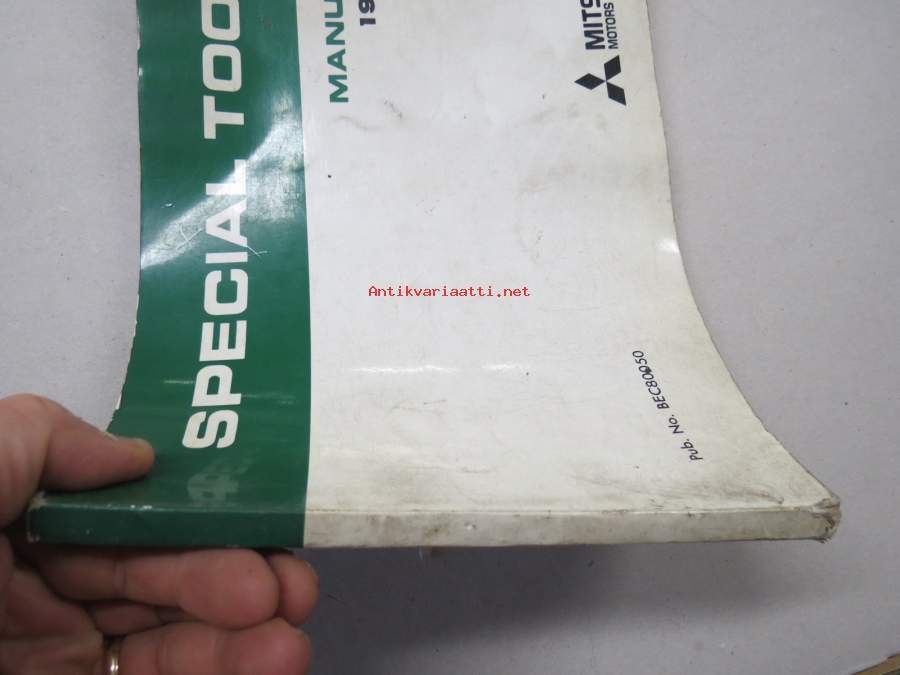 SPECIAL TOO
MANU
19
MITS
MOTORS
Pub. No. BEC80050
Antikvariaatti.net